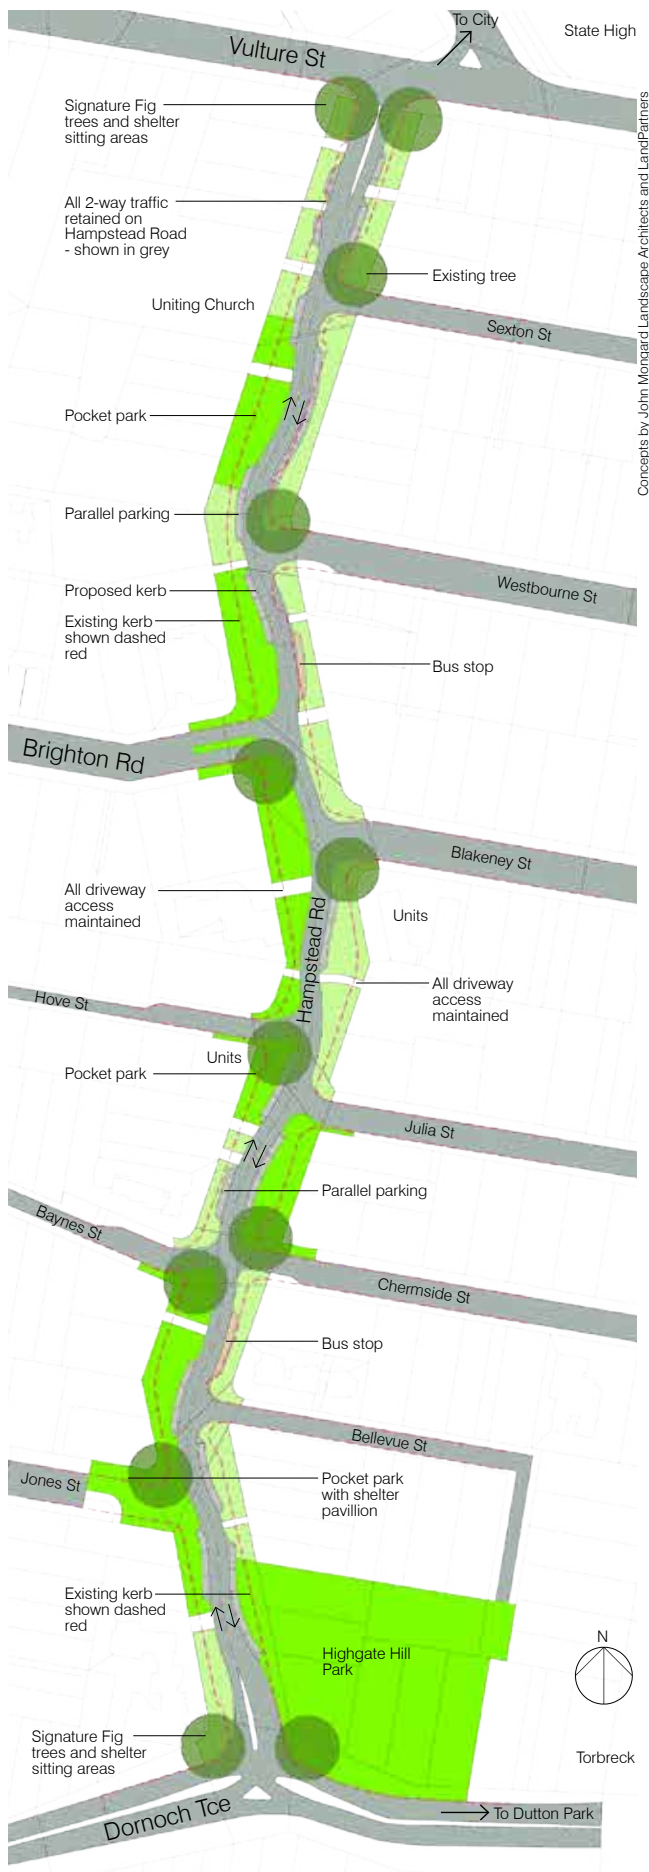 To City
State High
Vulture St
Concepts by John Mongard Landscape Architects and LandPartners
Signature Fig
trees and shelter
sitting areas
All 2-way traffic
retained on
Hampstead Road
- shown in grey
Existing tree
Uniting Church
Sexton St
Pocket park
Parallel parking
Proposed kerb
Westbourne St
Existing kerb
shown dashed
red
Bus stop
Brighton Rd
Blakeney St
All driveway
access
maintained
Units
Hampstead Rd
All driveway
access
maintained
Hove St
Units
Pocket park
Julia St
Parallel parking
Baynes St
Chermside St
Bus stop
Bellevue St
Jones St
Pocket park
with shelter
pavillion
Existing kerb
shown dashed
red
Highgate Hill
Park
N
Signature Fig
trees and shelter
sitting areas
Torbreck
Dornoch Tce
To Dutton Park